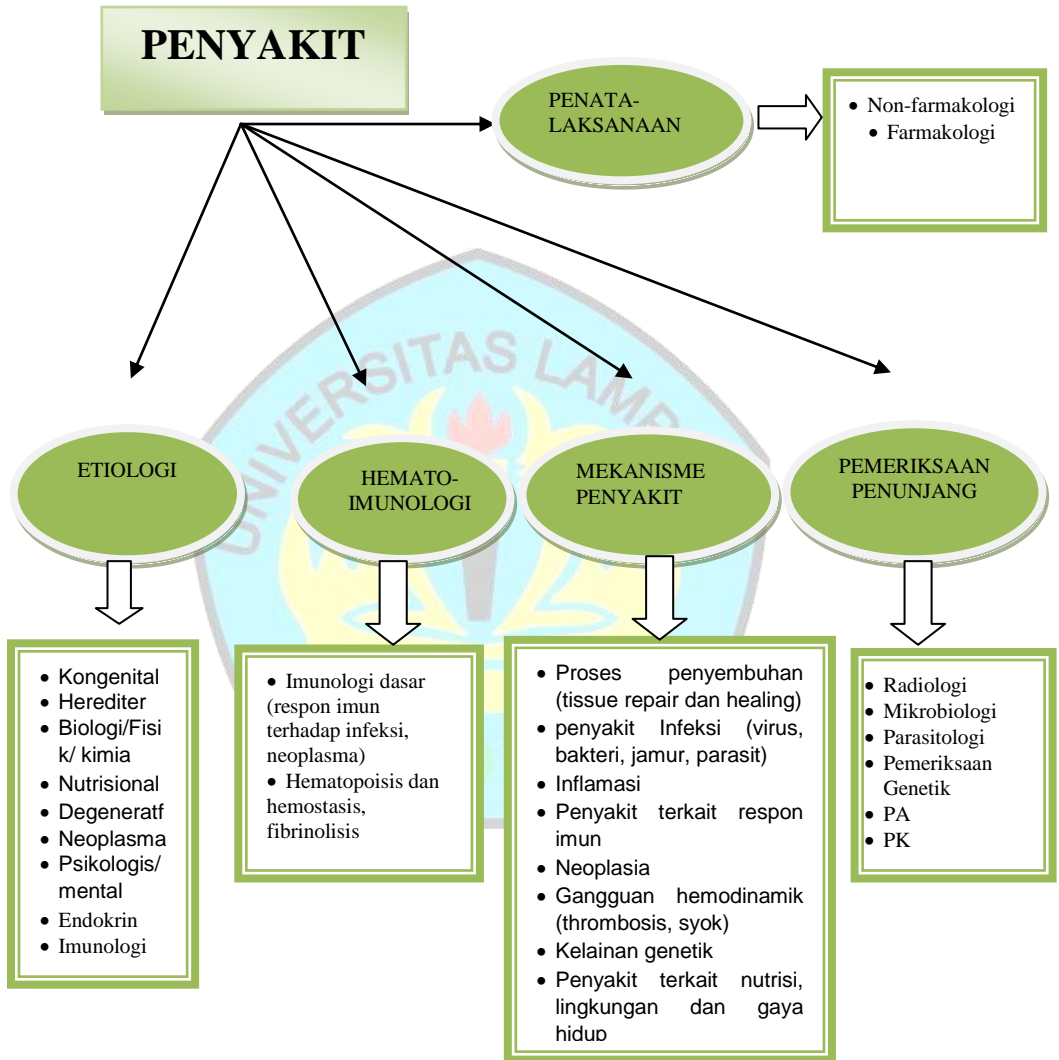 PENYAKIT
PENATA-
LAKSANAAN
• Non-farmakologi
• Farmakologi
UNIVERSITAS LAMP
ETIOLOGI
HEMATO-
IMUNOLOGI
MEKANISME
PENYAKIT
PEMERIKSAAN
PENUNJANG
• Kongenital
• Herediter
• Biologi/Fisi
k/ kimia
• Nutrisional
• Degeneratf
• Neoplasma
• Psikologis/
mental
• Endokrin
• Imunologi
• Imunologi dasar
(respon imun
terhadap infeksi,
neoplasma)
• Hematopoisis dan
hemostasis,
fibrinolisis
• Proses penyembuhan
(tissue repair dan healing)
• penyakit Infeksi (virus,
bakteri, jamur, parasit)
• Inflamasi
• Penyakit terkait respon
imun
• Neoplasia
• Gangguan hemodinamik
(thrombosis, syok)
• Kelainan genetik
• Penyakit terkait nutrisi,
lingkungan dan gaya
hidup
• Radiologi
• Mikrobiologi
• Parasitologi
• Pemeriksaan
Genetik
• PA
• PK